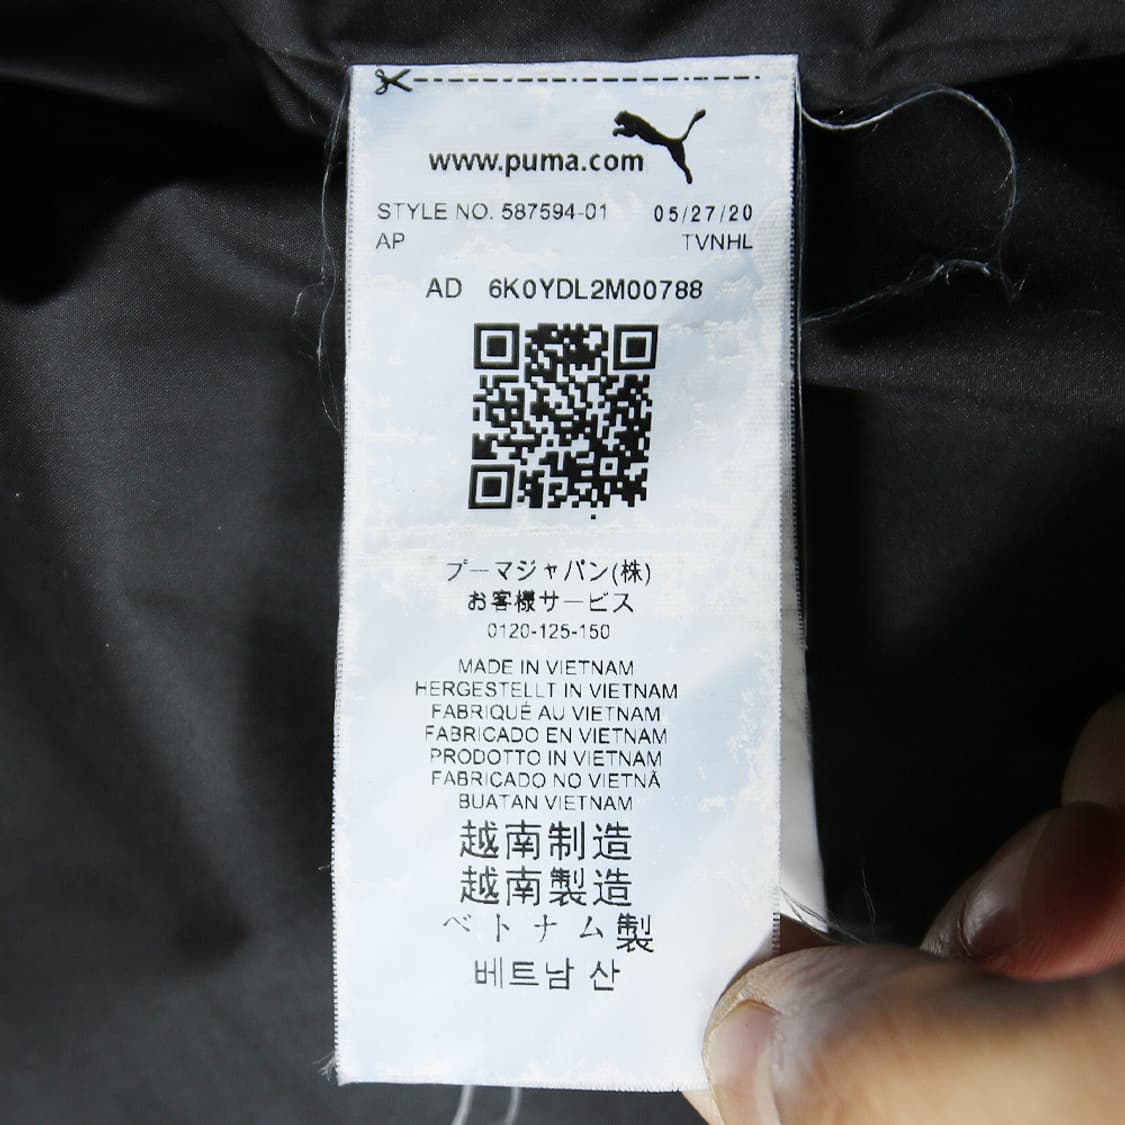 www.puma.com
STYLE NO. 587594-01 05/27/20
AP TVNHL
AD 6K0YDL2M00788
プーマジャパン(株)
お客様サービス
0120-125-150
MADE IN VIETNAM
HERGESTELLT IN VIETNAM
FABRIQUÉ AU VIETNAM
FABRICADO EN VIETNAM
PRODOTTO IN VIETNAM
FABRICADO NO VIETNÃ
BUATAN VIETNAM
越南制造
越南製造
ベトナム製
베트남 산